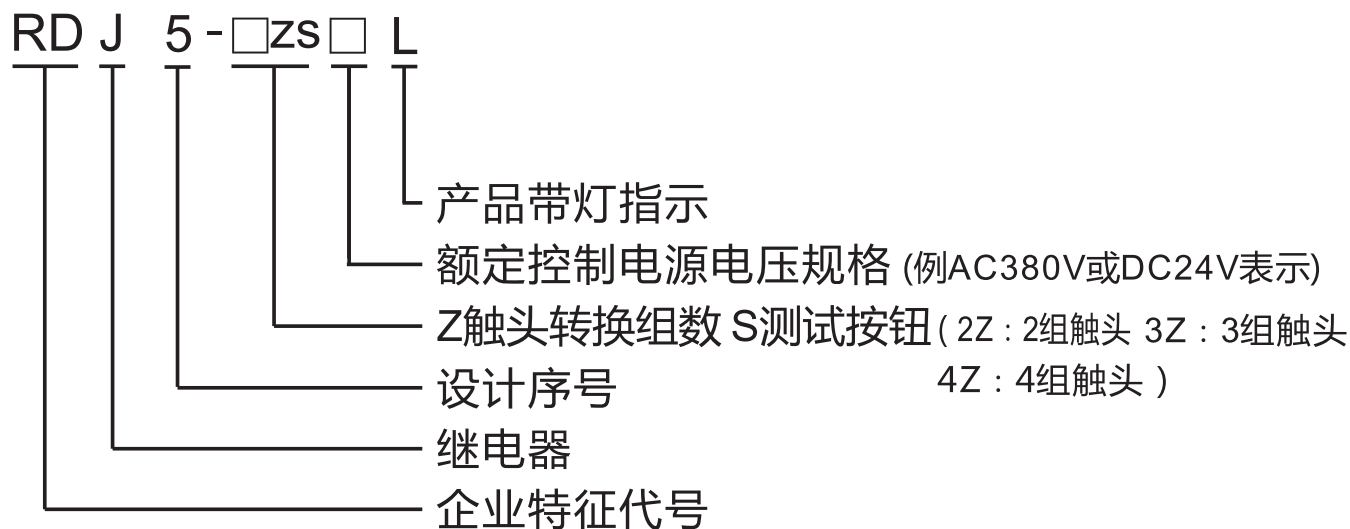 RD J 5-□ZS□ L
产品带灯指示
额定控制电源电压规格 (例AC380V或DC24V表示)
Z触头转换组数 S测试按钮 ( 2Z : 2组触头 3Z : 3组触头
4Z : 4组触头 )
设计序号
继电器
企业特征代号